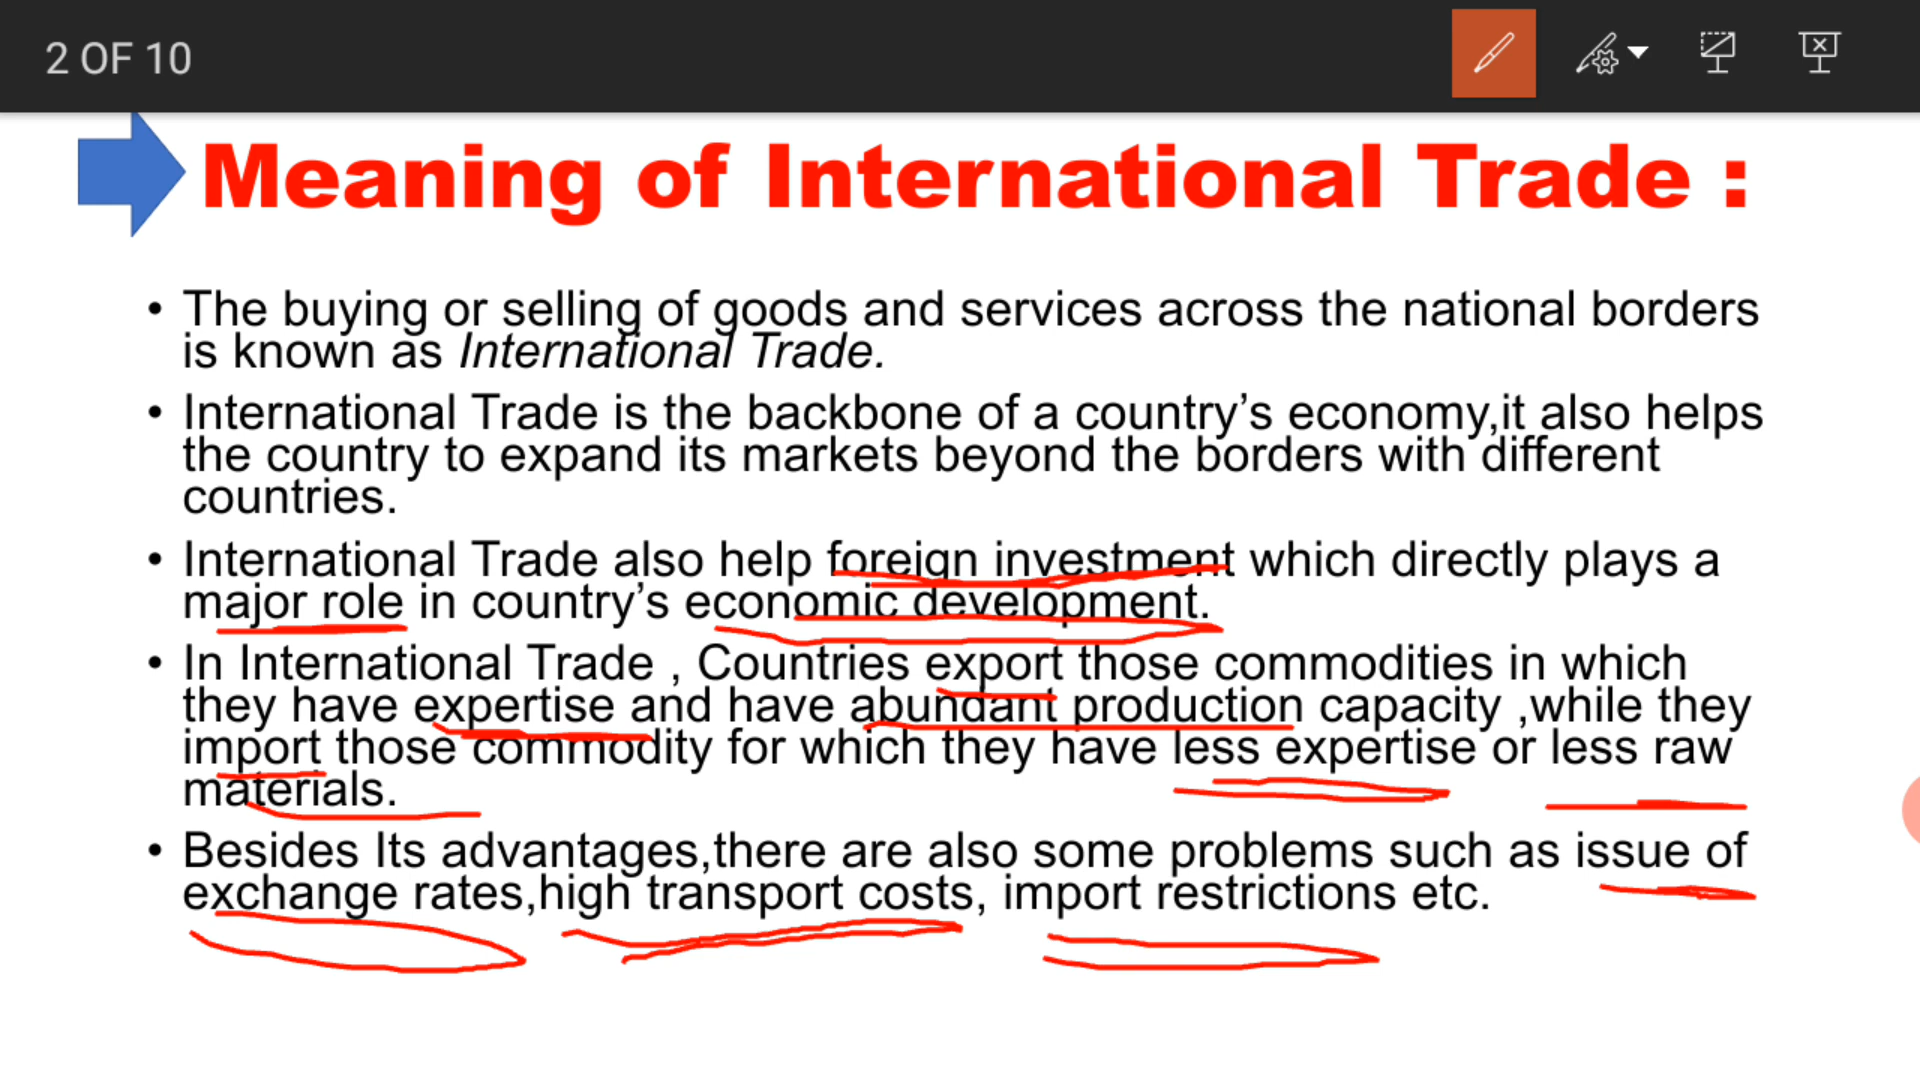 2 OF 10
Meaning of International Trade :
• The buying or selling of goods and services across the national borders
is known as International Trade.
• International Trade is the backbone of a country’s economy,it also helps
the country to expand its markets beyond the borders with different
countries.
• International Trade also help foreign investment which directly plays a
major role in country’s economic development.
• In International Trade , Countries export those commodities in which
they have expertise and have abundant production capacity ,while they
import those commodity for which they have less expertise or less raw
materials.
• Besides Its advantages,there are also some problems such as issue of
exchange rates,high transport costs, import restrictions etc.